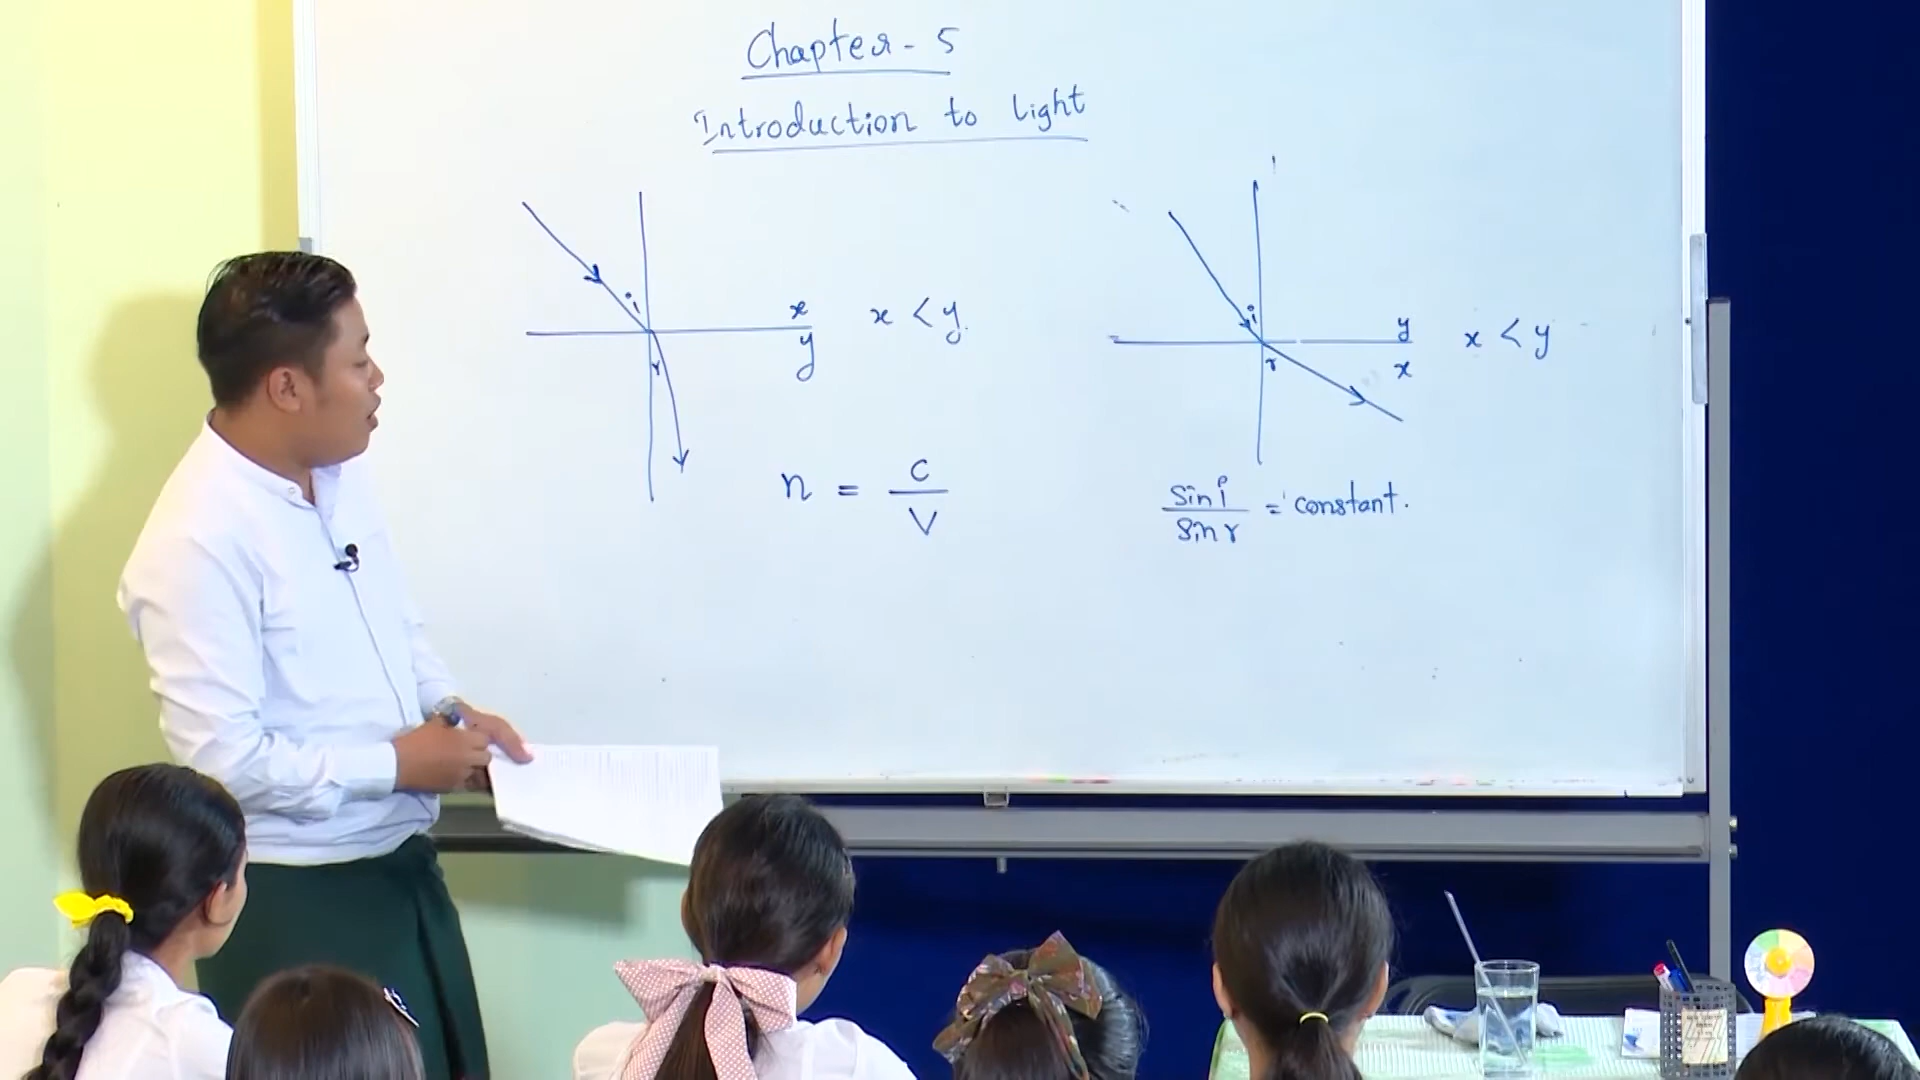 Chapter - 5
Introduction to light
i
x
y
x < y
r
n = c/V
i
y
x
x < y
r
sin i/sin r = constant.